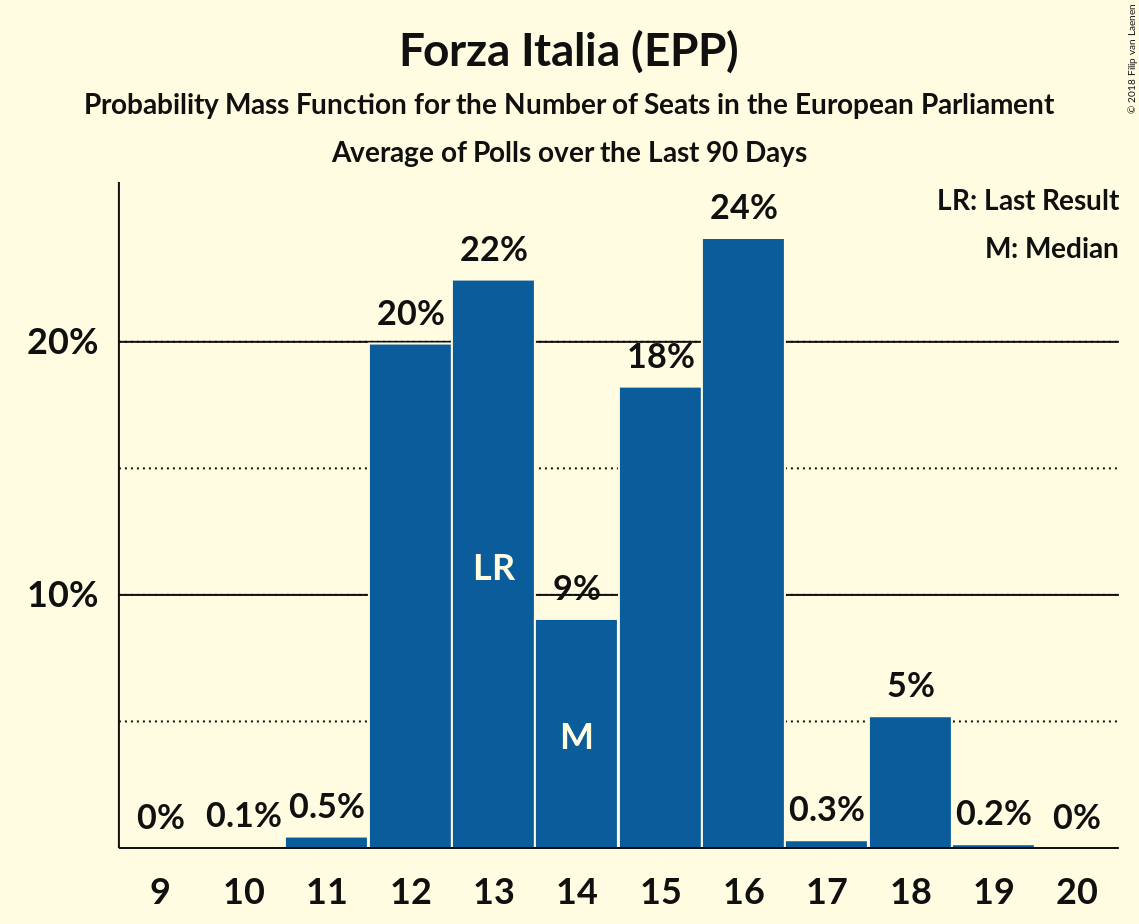 Forza Italia (EPP)
Probability Mass Function for the Number of Seats in the European Parliament
Average of Polls over the Last 90 Days
© 2018 Filip van Laenen
LR: Last Result
M: Median
24%
22%
20%
20%
18%
LR
10%
9%
M
5%
0%
0.1%
0.5%
0.3%
0.2%
0%
9 10 11 12 13 14 15 16 17 18 19 20